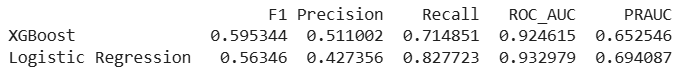 F1 Precision Recall ROC_AUC PRAUC
XGBoost 0.595344 0.511002 0.714851 0.924615 0.652546
Logistic Regression 0.56346 0.427356 0.827723 0.932979 0.694087